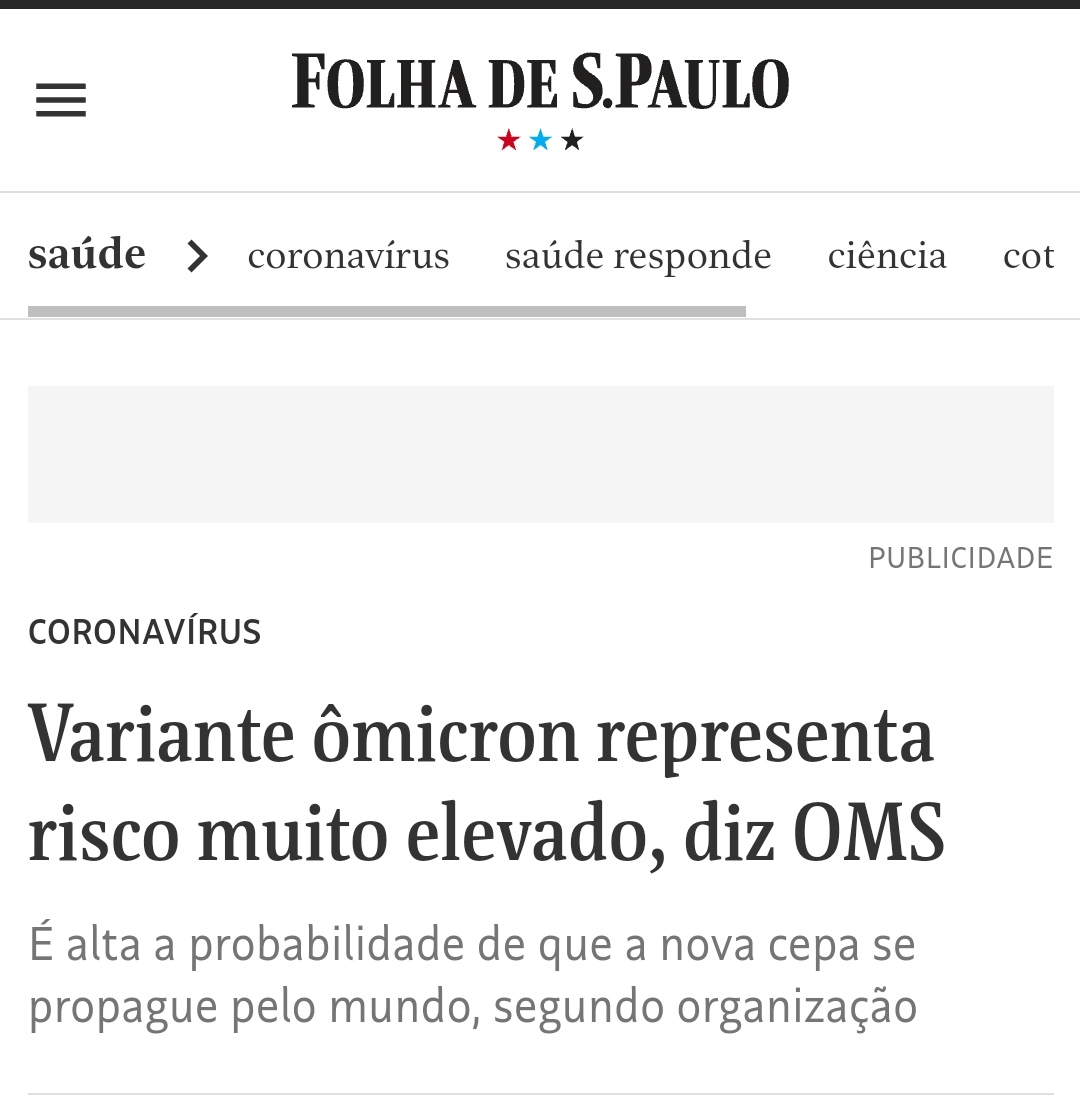 FOLHA DE S.PAULO
saúde coronavírus saúde responde ciência cot
PUBLICIDADE
CORONAVÍRUS
Variante ômicron representa
risco muito elevado, diz OMS
É alta a probabilidade de que a nova cepa se
propague pelo mundo, segundo organização